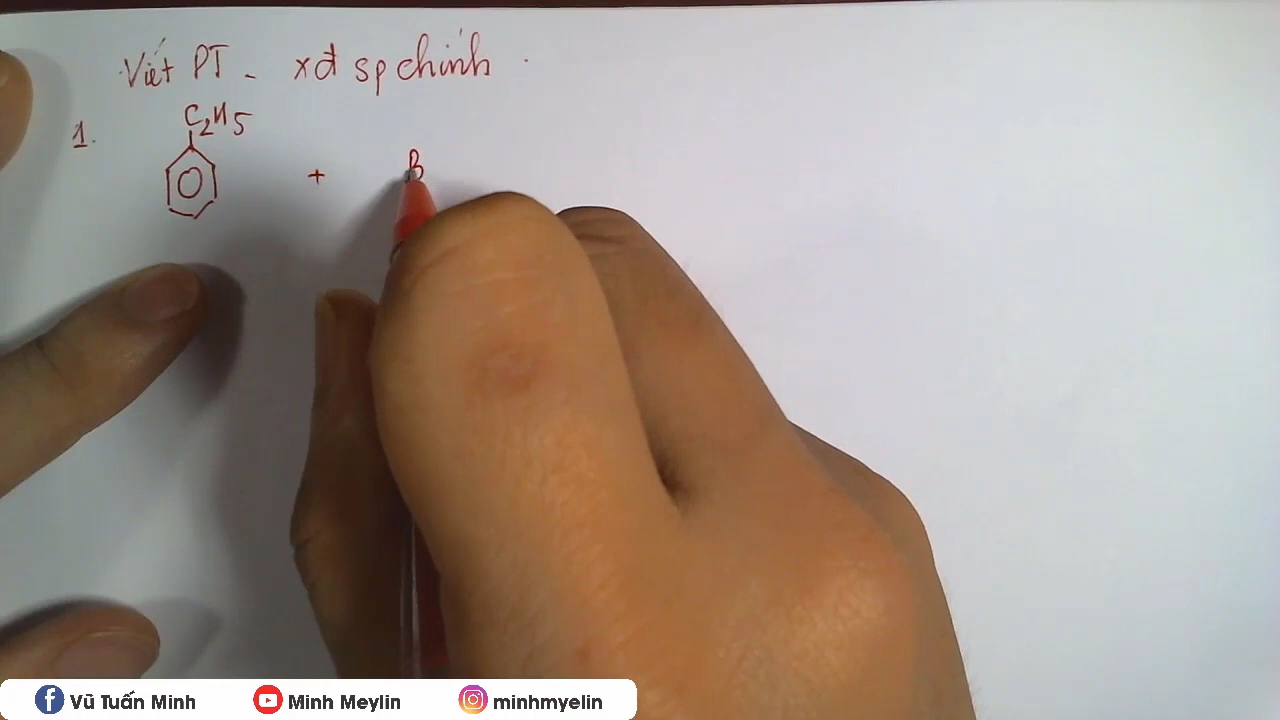 Viết PT - xđ sp chính.
1. C2H5
+ B
Vũ Tuấn Minh Minh Meylin minhmyelin